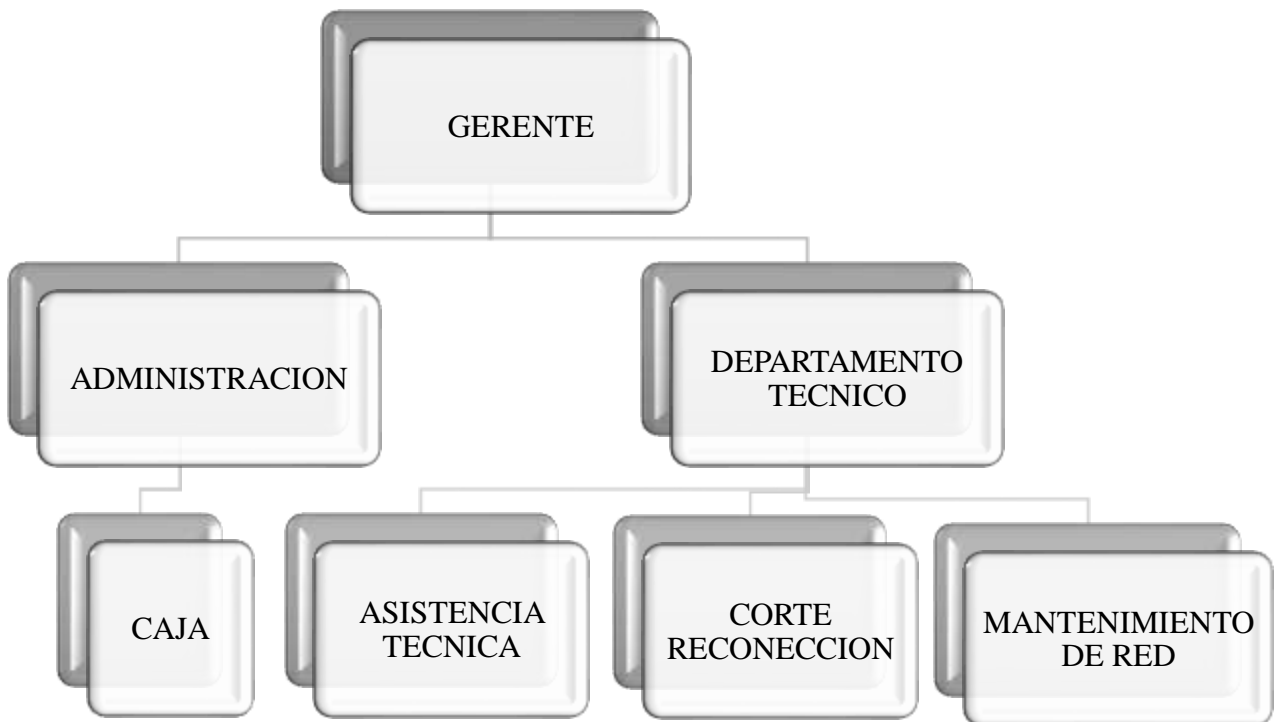 GERENTE
ADMINISTRACION
DEPARTAMENTO
TECNICO
CAJA
ASISTENCIA
TECNICA
CORTE
RECONECCION
MANTENIMIENTO
DE RED